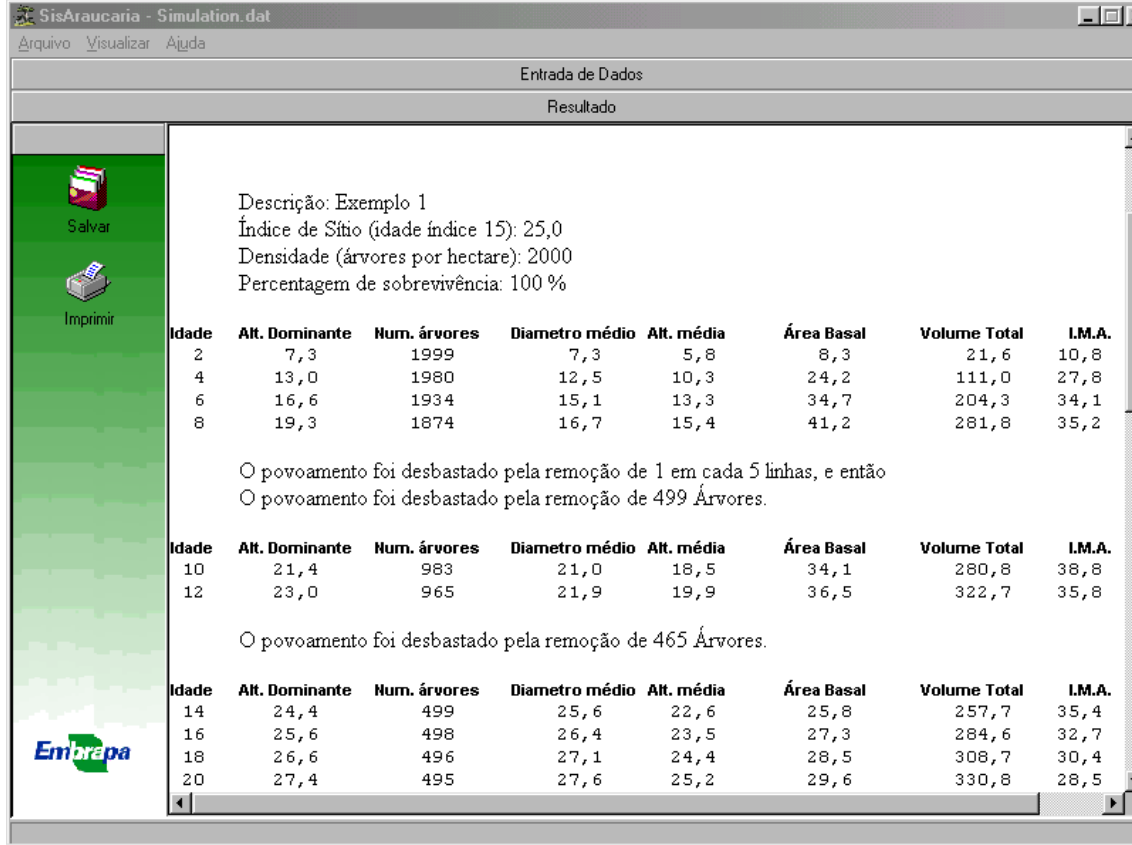 SisAraucaria - Simulation.dat
Arquivo Visualizar Ajuda
Entrada de Dados
Resultado
Salvar
Imprimir
Descrição: Exemplo 1
Índice de Sítio (idade índice 15): 25,0
Densidade (árvores por hectare): 2000
Percentagem de sobrevivência: 100 %
Idade Alt. Dominante Num. árvores Diametro médio Alt. média Área Basal Volume Total I.M.A.
2 7,3 1999 7,3 5,8 8,3 21,6 10,8
4 13,0 1980 12,5 10,3 24,2 111,0 27,8
6 16,6 1934 15,1 13,3 34,7 204,3 34,1
8 19,3 1874 16,7 15,4 41,2 281,8 35,2
O povoamento foi desbastado pela remoção de 1 em cada 5 linhas, e então
O povoamento foi desbastado pela remoção de 499 Árvores.
Idade Alt. Dominante Num. árvores Diametro médio Alt. média Área Basal Volume Total I.M.A.
10 21,4 983 21,0 18,5 34,1 280,8 38,8
12 23,0 965 21,9 19,9 36,5 322,7 35,8
O povoamento foi desbastado pela remoção de 465 Árvores.
Idade Alt. Dominante Num. árvores Diametro médio Alt. média Área Basal Volume Total I.M.A.
14 24,4 499 25,6 22,6 25,8 257,7 35,4
16 25,6 498 26,4 23,5 27,3 284,6 32,7
18 26,6 496 27,1 24,4 28,5 308,7 30,4
20 27,4 495 27,6 25,2 29,6 330,8 28,5
Embrapa